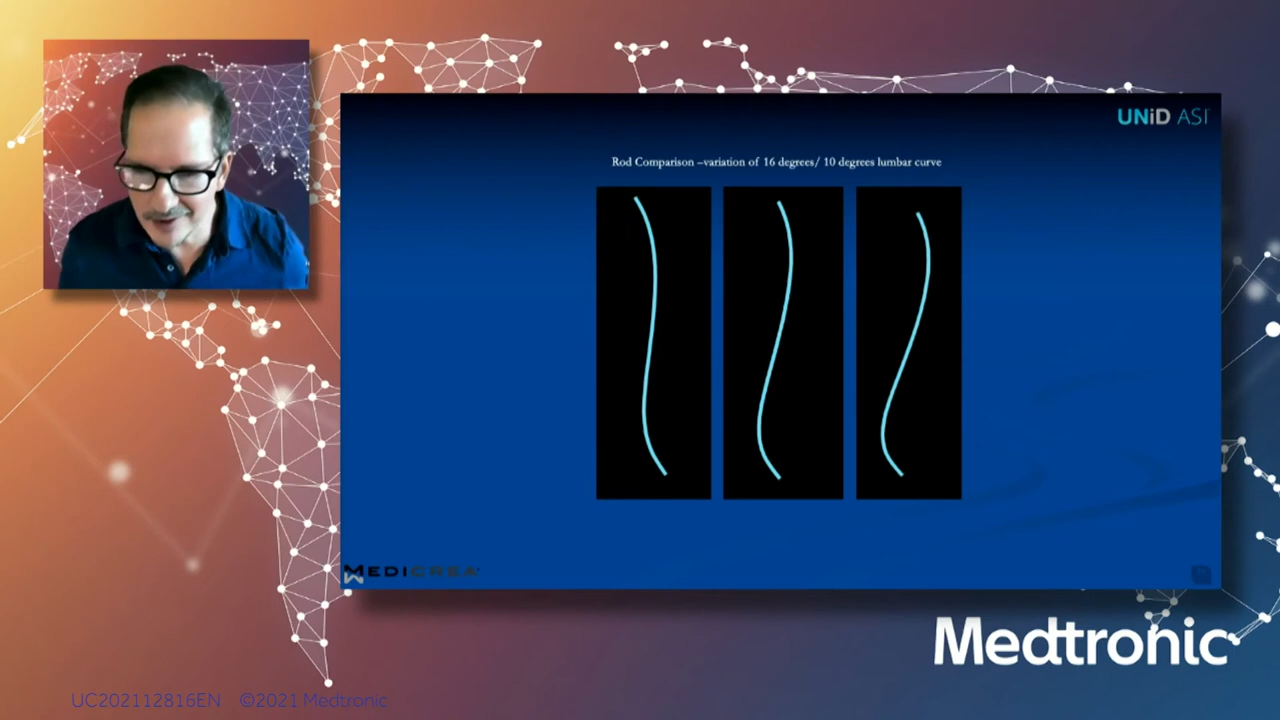 UNiD ASI
Rod Comparison –variation of 16 degrees/ 10 degrees lumbar curve
MEDICREA
Medtronic
UC202112816EN ©2021 Medtronic